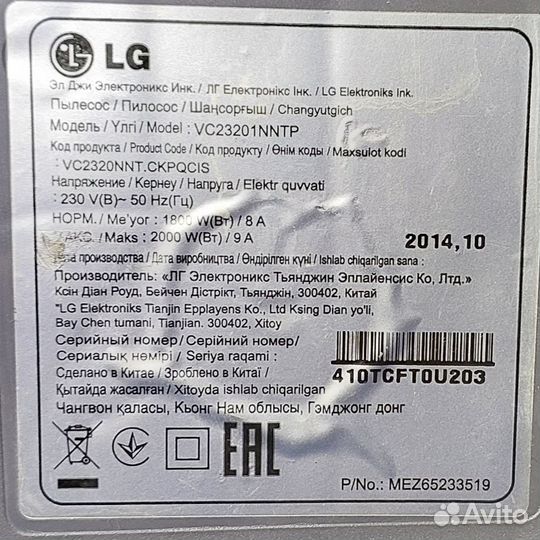 LG
Эл Джи Электроникс Инк. / ЛГ Електронікс Інк. / LG Elektroniks Ink.
Пылесос / Пилосос / Шаңсорғыш / Changyutgich
Модель / Үлгі / Model : VC23201NNTP
Код продукта / Product Code / Код продукту / Өнім коды / Maxsulot kodi
: VC2320NNT.CKPQCIS
Напряжение / Кернеу / Напруга / Elektr quvvati
: 230 V(В)~ 50 Hz(Гц)
НОРМ. / Me'yor : 1800 W(Вт) / 8 A
МАКС. / Maks : 2000 W(Вт) / 9 A
2014,10
Дата производства / Дата виробництва / Өндірілген күні / Ishlab chiqarilgan sana :
Производитель: «ЛГ Электроникс Тьянджин Эплайенсис Ко, Лтд.»
Ксін Діан Роуд, Бейчен Дістрікт, Тьянджін, 300402, Китай
"LG Elektroniks Tianjin Epplayens Ko., Ltd Ksing Dian yo'li,
Bay Chen tumani, Tianjian. 300402, Xitoy
Серийный номер / Серійний номер /
Сериалық нөмірі / Seriya raqami :
410TCFT0U203
Сделано в Китае / Зроблено в Китаї /
Қытайда жасалған / Xitoyda ishlab chiqarilgan
Чангвон қаласы, Кьонг Нам облысы, Гэмджонг донг
EAC
P/No.: MEZ65233519
Avito